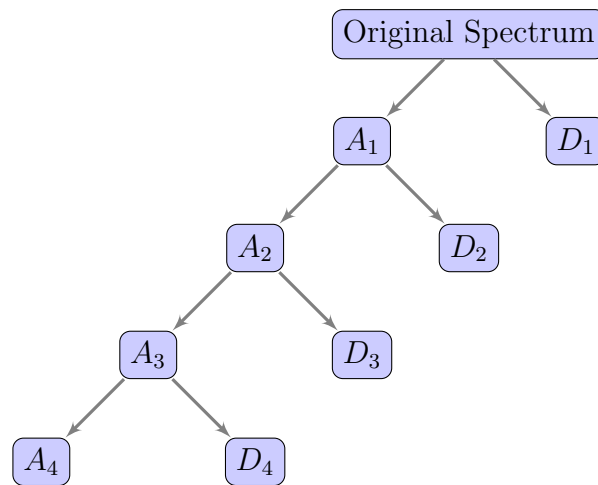 Original Spectrum
A₁ D₁
A₂ D₂
A₃ D₃
A₄ D₄